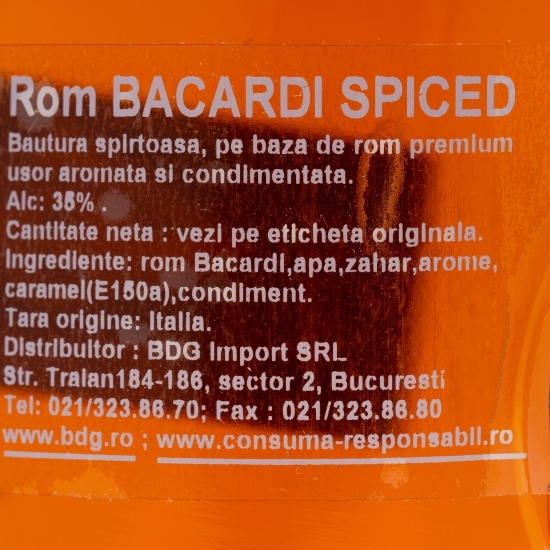 Rom BACARDI SPICED
Bautura spirtoasa, pe baza de rom premium
usor aromata si condimentata.
Alc: 35% .
Cantitate neta : vezi pe eticheta originala.
Ingrediente: rom Bacardi,apa,zahar,arome,
caramel(E150a),condiment.
Tara origine: Italia.
Distribuitor : BDG Import SRL
Str. Traian184-186, sector 2, Bucuresti
Tel: 021/323.86.70; Fax : 021/323.86.80
www.bdg.ro ; www.consuma-responsabil.ro